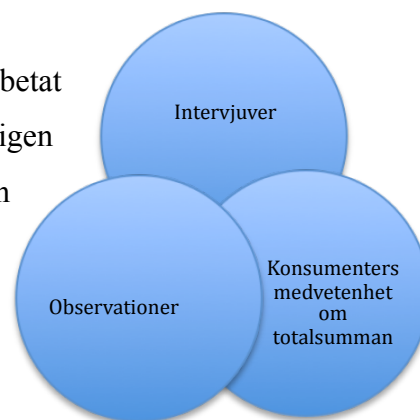 betat
igen
Intervjuver
Observationer
Konsumenters
medvetenhet
om
totalsumman